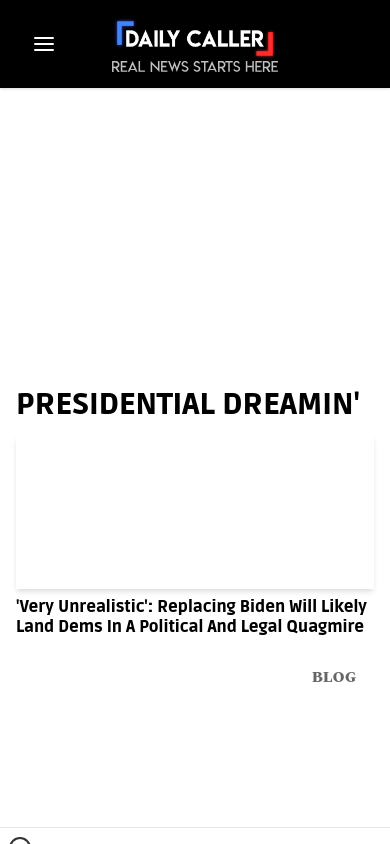 DAILY CALLER
REAL NEWS STARTS HERE
PRESIDENTIAL DREAMIN'
'Very Unrealistic': Replacing Biden Will Likely
Land Dems In A Political And Legal Quagmire
BLOG